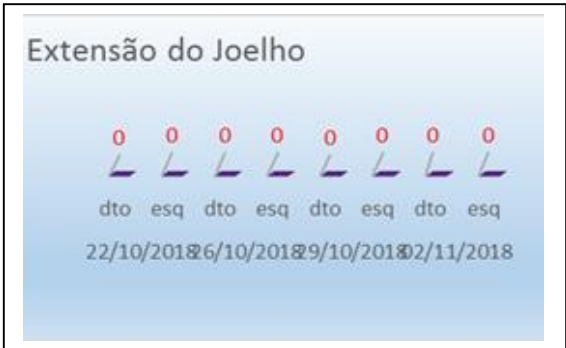 Extensão do Joelho
0 0 0 0 0 0 0 0
dto esq dto esq dto esq dto esq
22/10/2018 26/10/2018 29/10/2018 02/11/2018